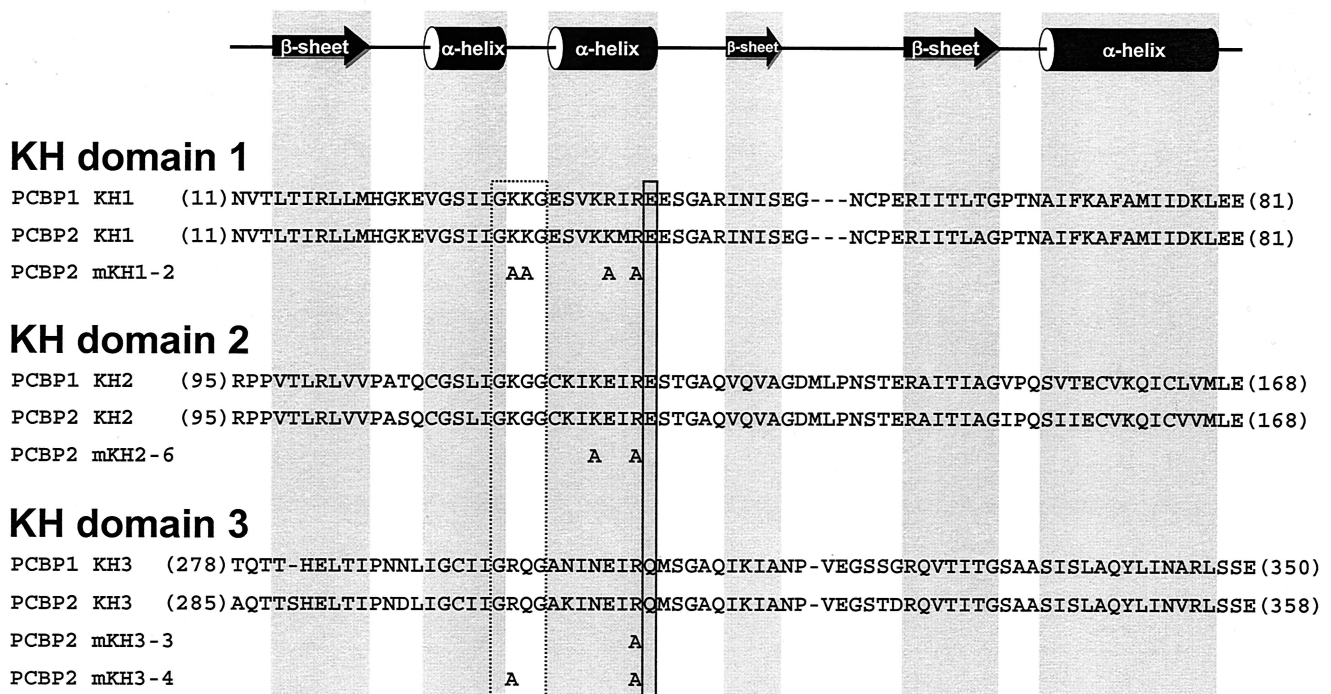 β-sheet α-helix α-helix β-sheet β-sheet α-helix
KH domain 1
PCBP1 KH1 (11)NVTLTIRLLMHGKEVGSIIGKKGESVKRIREESGARINISEG---NCPERIITLTGPTNAIFKAFAMIIDKLEE(81)
PCBP2 KH1 (11)NVTLTIRLLMHGKEVGSIIGKKGESVKKMREESGARINISEG---NCPERIITLAGPTNAIFKAFAMIIDKLEE(81)
PCBP2 mKH1-2 AA A A
KH domain 2
PCBP1 KH2 (95)RPPVTLRLVVPATQCGSLIGKGGCKIKEIRESTGAQVQVAGDMLPNSTERAITIAGVPQSVTECVKQICLVMLE(168)
PCBP2 KH2 (95)RPPVTLRLVVPASQCGSLIGKGGCKIKEIRESTGAQVQVAGDMLPNSTERAITIAGIPQSIIECVKQICVVMLE(168)
PCBP2 mKH2-6 A A
KH domain 3
PCBP1 KH3 (278)TQTT-HELTIPNNLIGCIIGRQGANINEIRQMSGAQIKIANP-VEGSSGRQVTITGSAASISLAQYLINARLSSE(350)
PCBP2 KH3 (285)AQTTSHELTIPNDLIGCIIGRQGAKINEIRQMSGAQIKIANP-VEGSTDRQVTITGSAASISLAQYLINVRLSSE(358)
PCBP2 mKH3-3 A
PCBP2 mKH3-4 A A